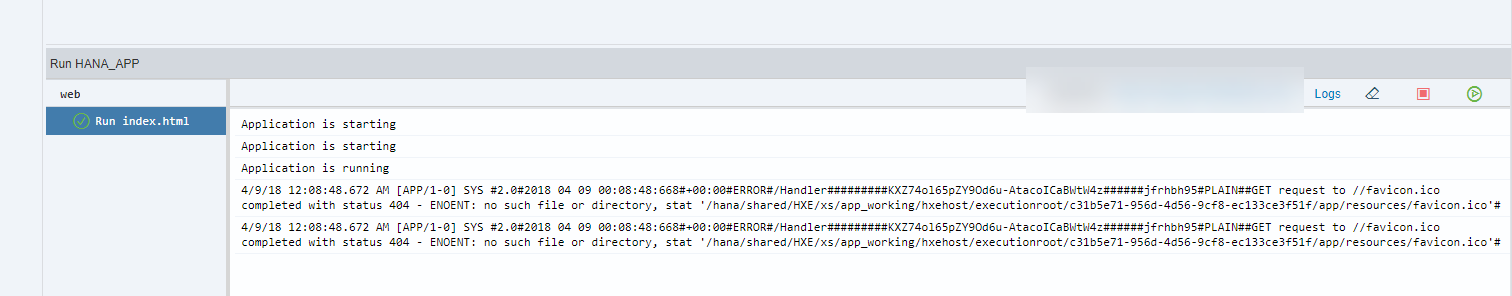 Run HANA_APP
web
Logs
Run index.html
Application is starting
Application is starting
Application is running
4/9/18 12:08:48.672 AM [APP/1-0] SYS #2.0#2018 04 09 00:08:48:668#+00:00#ERROR#/Handler#########KXZ74ol65pZY9Od6u-AtacoICaBWtW4z######jfrhbh95#PLAIN##GET request to //favicon.ico
completed with status 404 - ENOENT: no such file or directory, stat '/hana/shared/HXE/xs/app_working/hxehost/executionroot/c31b5e71-956d-4d56-9cf8-ec133ce3f51f/app/resources/favicon.ico'#
4/9/18 12:08:48.672 AM [APP/1-0] SYS #2.0#2018 04 09 00:08:48:668#+00:00#ERROR#/Handler#########KXZ74ol65pZY9Od6u-AtacoICaBWtW4z######jfrhbh95#PLAIN##GET request to //favicon.ico
completed with status 404 - ENOENT: no such file or directory, stat '/hana/shared/HXE/xs/app_working/hxehost/executionroot/c31b5e71-956d-4d56-9cf8-ec133ce3f51f/app/resources/favicon.ico'#